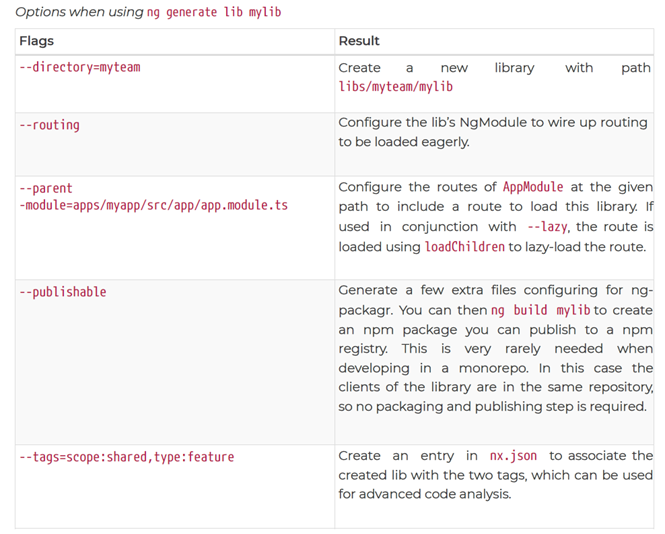 Options when using ng generate lib mylib
Flags
Result
--directory=myteam
Create a new library with path
libs/myteam/mylib
--routing
Configure the lib's NgModule to wire up routing
to be loaded eagerly.
--parent
-module=apps/myapp/src/app/app.module.ts
Configure the routes of AppModule at the given
path to include a route to load this library. If
used in conjunction with --lazy, the route is
loaded using loadChildren to lazy-load the route.
--publishable
Generate a few extra files configuring for ng-
packagr. You can then ng build mylib to create
an npm package you can publish to a npm
registry. This is very rarely needed when
developing in a monorepo. In this case the
clients of the library are in the same repository,
so no packaging and publishing step is required.
--tags=scope:shared,type:feature
Create an entry in nx.json to associate the
created lib with the two tags, which can be used
for advanced code analysis.